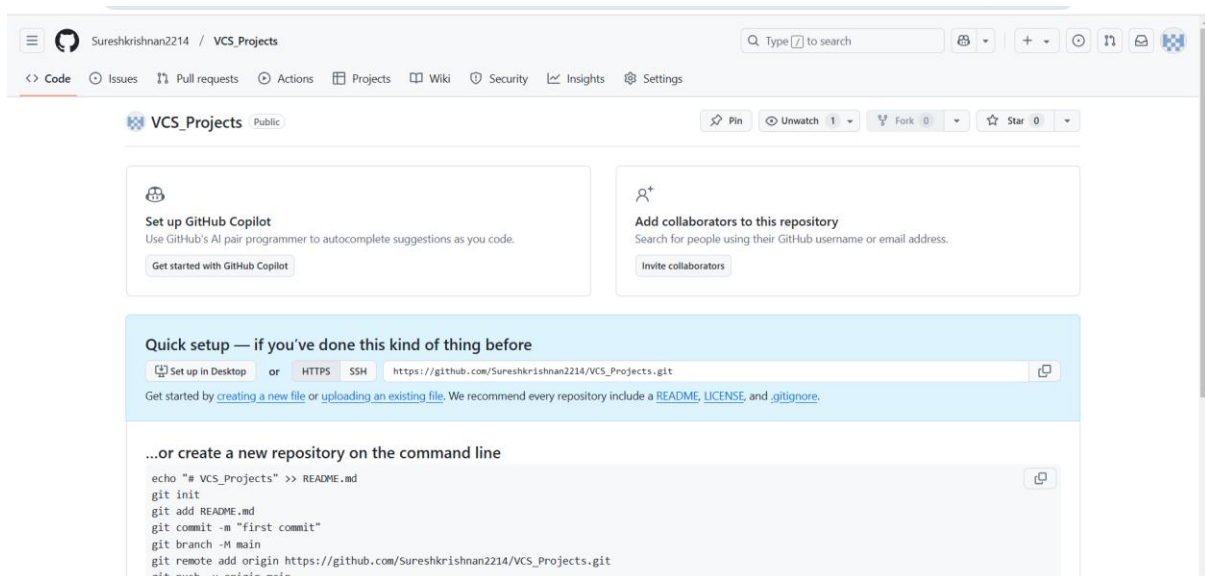 Sureshkrishnan2214 / VCS_Projects
Type / to search
Code Issues Pull requests Actions Projects Wiki Security Insights Settings
VCS_Projects Public
Pin Unwatch 1 Fork 0 Star 0
Set up GitHub Copilot
Use GitHub's AI pair programmer to autocomplete suggestions as you code.
Get started with GitHub Copilot
Add collaborators to this repository
Search for people using their GitHub username or email address.
Invite collaborators
Quick setup — if you've done this kind of thing before
Set up in Desktop or HTTPS SSH https://github.com/Sureshkrishnan2214/VCS_Projects.git
Get started by creating a new file or uploading an existing file. We recommend every repository include a README, LICENSE, and .gitignore.
...or create a new repository on the command line
echo "# VCS_Projects" >> README.md
git init
git add README.md
git commit -m "first commit"
git branch -M main
git remote add origin https://github.com/Sureshkrishnan2214/VCS_Projects.git
git push -u origin main